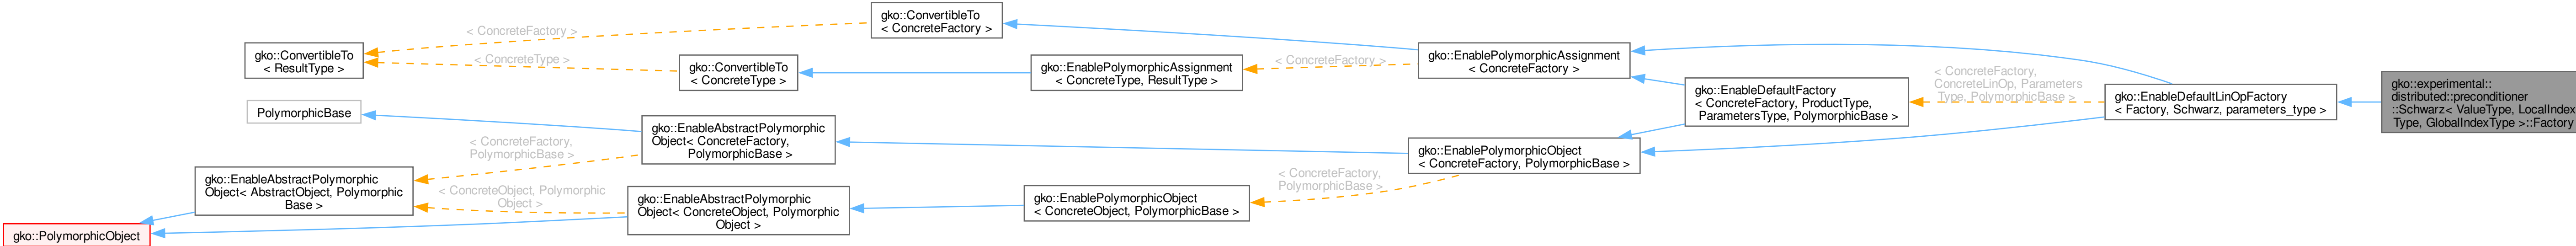 gko::ConvertibleTo
< ResultType >
PolymorphicBase
gko::EnableAbstractPolymorphic
Object< AbstractObject, Polymorphic
Base >
gko::PolymorphicObject
< ConcreteFactory >
< ConcreteType >
< ConcreteFactory,
PolymorphicBase >
< ConcreteObject, Polymorphic
Object >
gko::ConvertibleTo
< ConcreteFactory >
gko::ConvertibleTo
< ConcreteType >
gko::EnableAbstractPolymorphic
Object< ConcreteFactory,
PolymorphicBase >
gko::EnableAbstractPolymorphic
Object< ConcreteObject, Polymorphic
Object >
gko::EnablePolymorphicAssignment
< ConcreteType, ResultType >
gko::EnablePolymorphicObject
< ConcreteObject, PolymorphicBase >
< ConcreteFactory >
< ConcreteFactory,
PolymorphicBase >
gko::EnablePolymorphicAssignment
< ConcreteFactory >
gko::EnablePolymorphicObject
< ConcreteFactory, PolymorphicBase >
gko::EnableDefaultFactory
< ConcreteFactory, ProductType,
ParametersType, PolymorphicBase >
< ConcreteFactory,
ConcreteLinOp, Parameters
Type, PolymorphicBase >
gko::EnableDefaultLinOpFactory
< Factory, Schwarz, parameters_type >
gko::experimental::
distributed::preconditioner
::Schwarz< ValueType, LocalIndex
Type, GlobalIndexType >::Factory